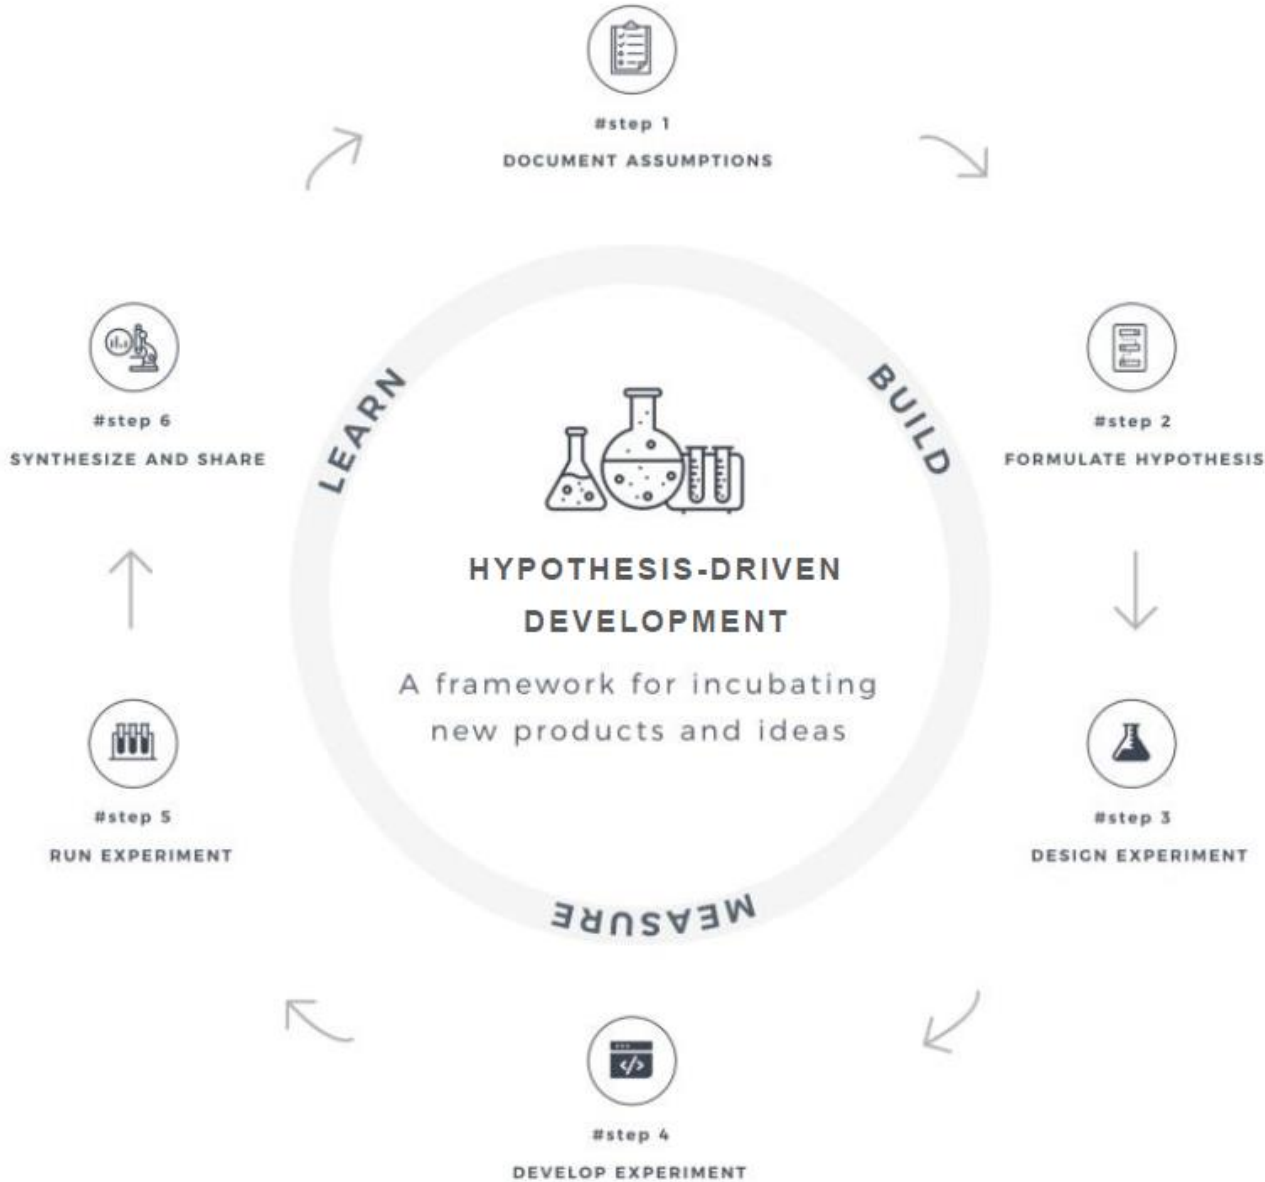 #step 1
DOCUMENT ASSUMPTIONS
#step 2
FORMULATE HYPOTHESIS
#step 3
DESIGN EXPERIMENT
#step 4
DEVELOP EXPERIMENT
#step 5
RUN EXPERIMENT
#step 6
SYNTHESIZE AND SHARE
BUILD
MEASURE
LEARN
HYPOTHESIS-DRIVEN
DEVELOPMENT
A framework for incubating
new products and ideas